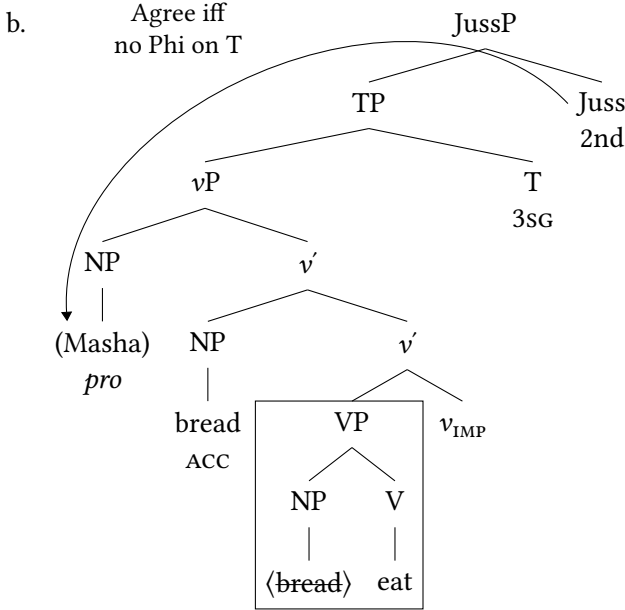 b.
Agree iff
no Phi on T
JussP
TP
Juss
2nd
vP
T
3SG
NP
v′
(Masha)
pro
NP
v′
bread
ACC
VP
vIMP
NP
V
⟨bread⟩
eat